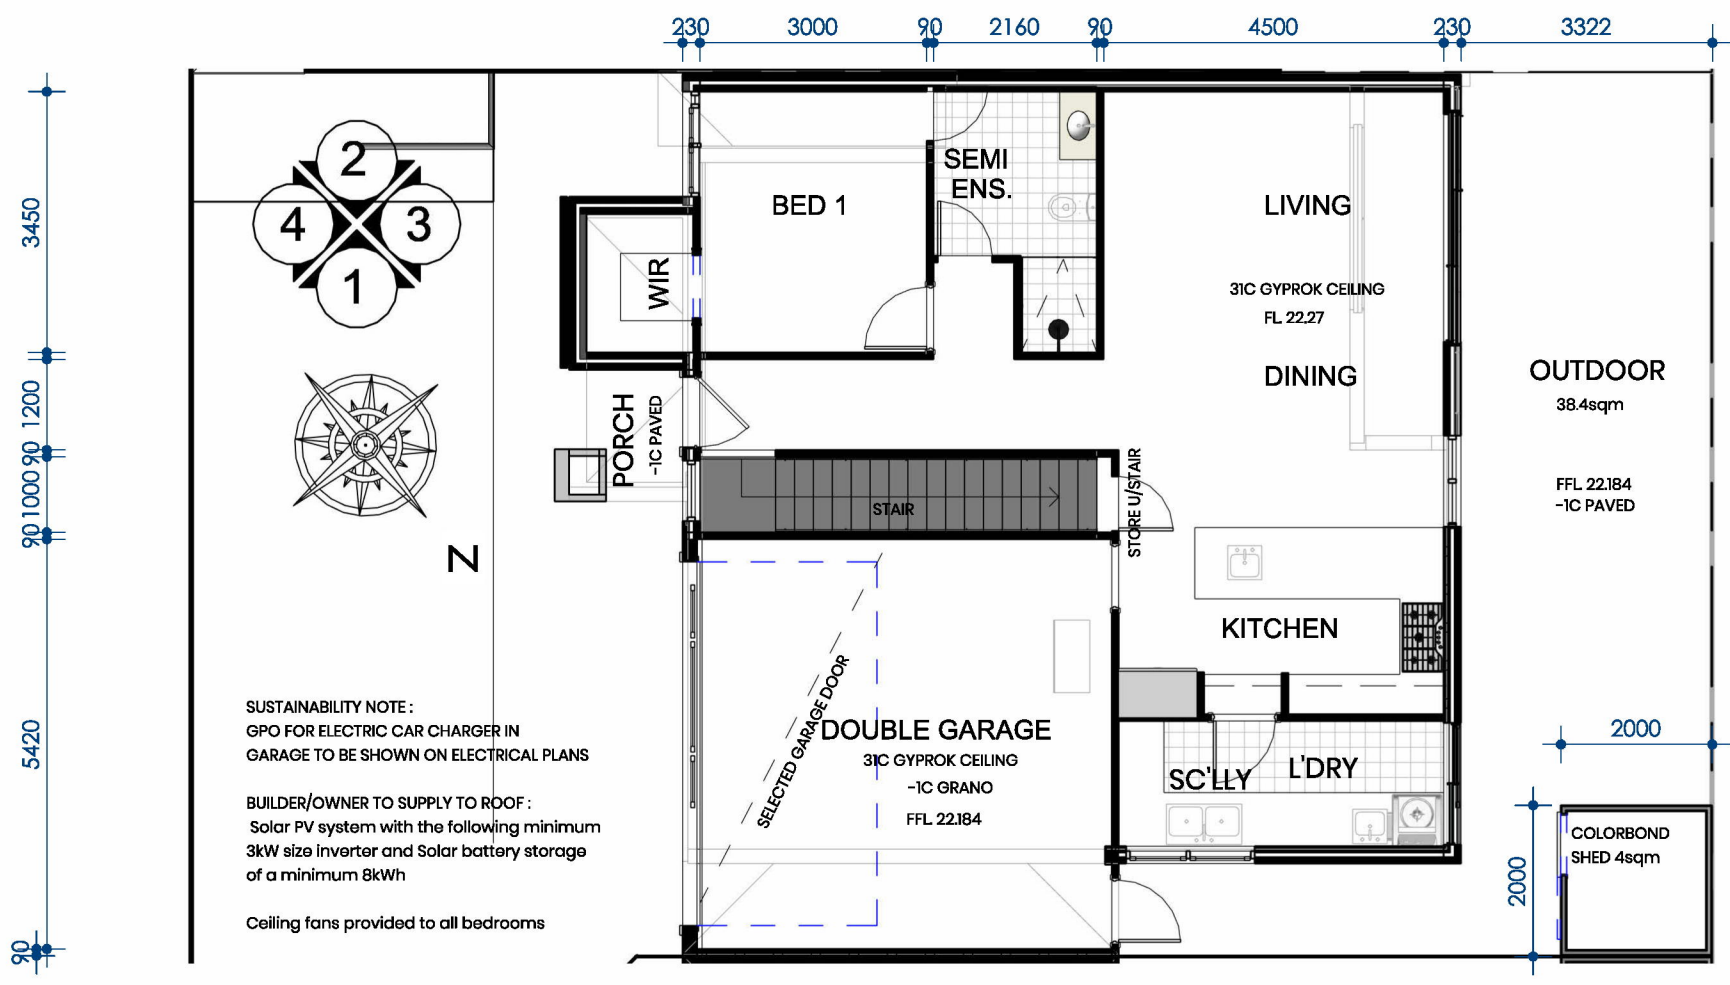 230 3000 90 2160 90 4500 230 3322
3450
1200
90
1000
90
5420
90
2
4 3
1
N
SEMI
ENS.
BED 1
WIR
LIVING
31C GYPROK CEILING
FL 22.27
DINING
OUTDOOR
38.4sqm
FFL 22.184
-1C PAVED
PORCH
-1C PAVED
STAIR
STORE U/STAIR
KITCHEN
SELECTED GARAGE DOOR
DOUBLE GARAGE
31C GYPROK CEILING
-1C GRANO
FFL 22.184
SC'LLY
L'DRY
2000
2000
COLORBOND
SHED 4sqm
SUSTAINABILITY NOTE :
GPO FOR ELECTRIC CAR CHARGER IN
GARAGE TO BE SHOWN ON ELECTRICAL PLANS
BUILDER/OWNER TO SUPPLY TO ROOF :
Solar PV system with the following minimum
3kW size inverter and Solar battery storage
of a minimum 8kWh
Ceiling fans provided to all bedrooms